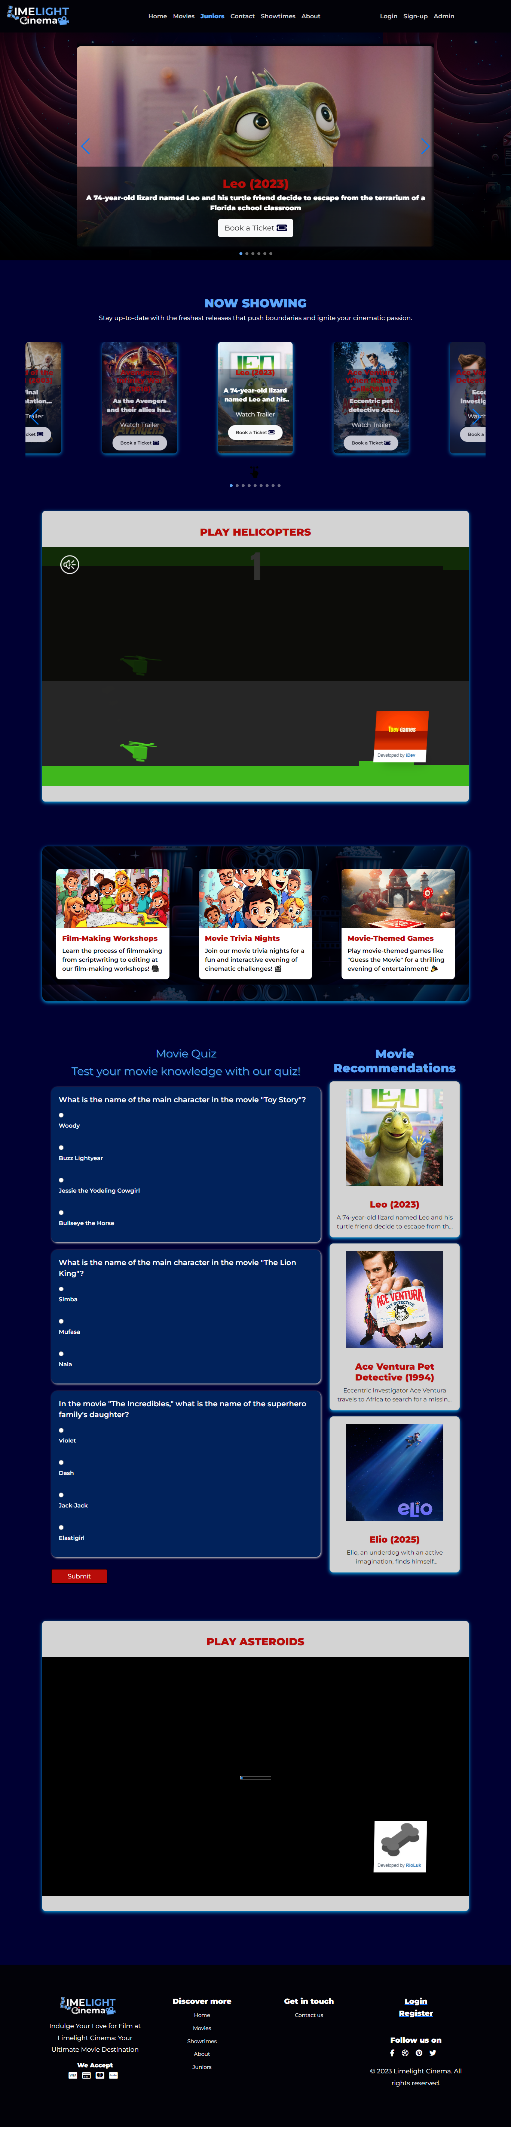 LIMELIGHT
Cinema
Home Movies Juniors Contact Showtimes About
Login Sign-up Admin
Leo (2023)
A 74-year-old lizard named Leo and his turtle friend decide to escape from the terrarium of a
Florida school classroom
Book a Ticket
NOW SHOWING
Stay up-to-date with the freshest releases that push boundaries and ignite your cinematic passion.
As the Avengers
and their allies ha...
Watch Trailer
Book a Ticket
Leo (2023)
A 74-year-old lizard
named Leo and his..
Watch Trailer
Book a Ticket
Eccentric pet
detective Ace...
Watch Trailer
Book a Ticket
PLAY HELICOPTERS
1
games
Developed by iDev
Film-Making Workshops
Learn the process of filmmaking
from scriptwriting to editing at
our film-making workshops!
Movie Trivia Nights
Join our movie trivia nights for a
fun and interactive evening of
cinematic challenges!
Movie-Themed Games
Play movie-themed games like
"Guess the Movie" for a thrilling
evening of entertainment!
Movie Quiz
Test your movie knowledge with our quiz!
What is the name of the main character in the movie "Toy Story"?
Woody
Buzz Lightyear
Jessie the Yodeling Cowgirl
Bullseye the Horse
What is the name of the main character in the movie "The Lion
King"?
Simba
Mufasa
Nala
In the movie "The Incredibles," what is the name of the superhero
family's daughter?
Violet
Dash
Jack-Jack
Elastigirl
Submit
Movie
Recommendations
Leo (2023)
A 74-year-old lizard named Leo and his
turtle friend decide to escape from th...
ACE VENTURA
PET DETECTIVE
Ace Ventura Pet
Detective (1994)
Eccentric Investigator Ace Ventura
travels to Africa to search for a missin...
elio
Elio (2025)
Elio, an underdog with an active
imagination, finds himself...
PLAY ASTEROIDS
Developed by RioLux
LIMELIGHT
Cinema
Indulge Your Love for Film at
Limelight Cinema: Your
Ultimate Movie Destination
We Accept
Discover more
Home
Movies
Showtimes
About
Juniors
Get in touch
Contact us
Login
Register
Follow us on
© 2023 Limelight Cinema. All
rights reserved.